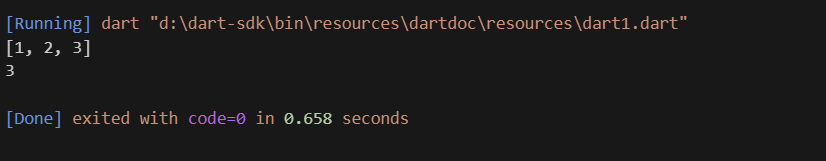 [Running] dart "d:\dart-sdk\bin\resources\dartdoc\resources\dart1.dart"
[1, 2, 3]
3
[Done] exited with code=0 in 0.658 seconds